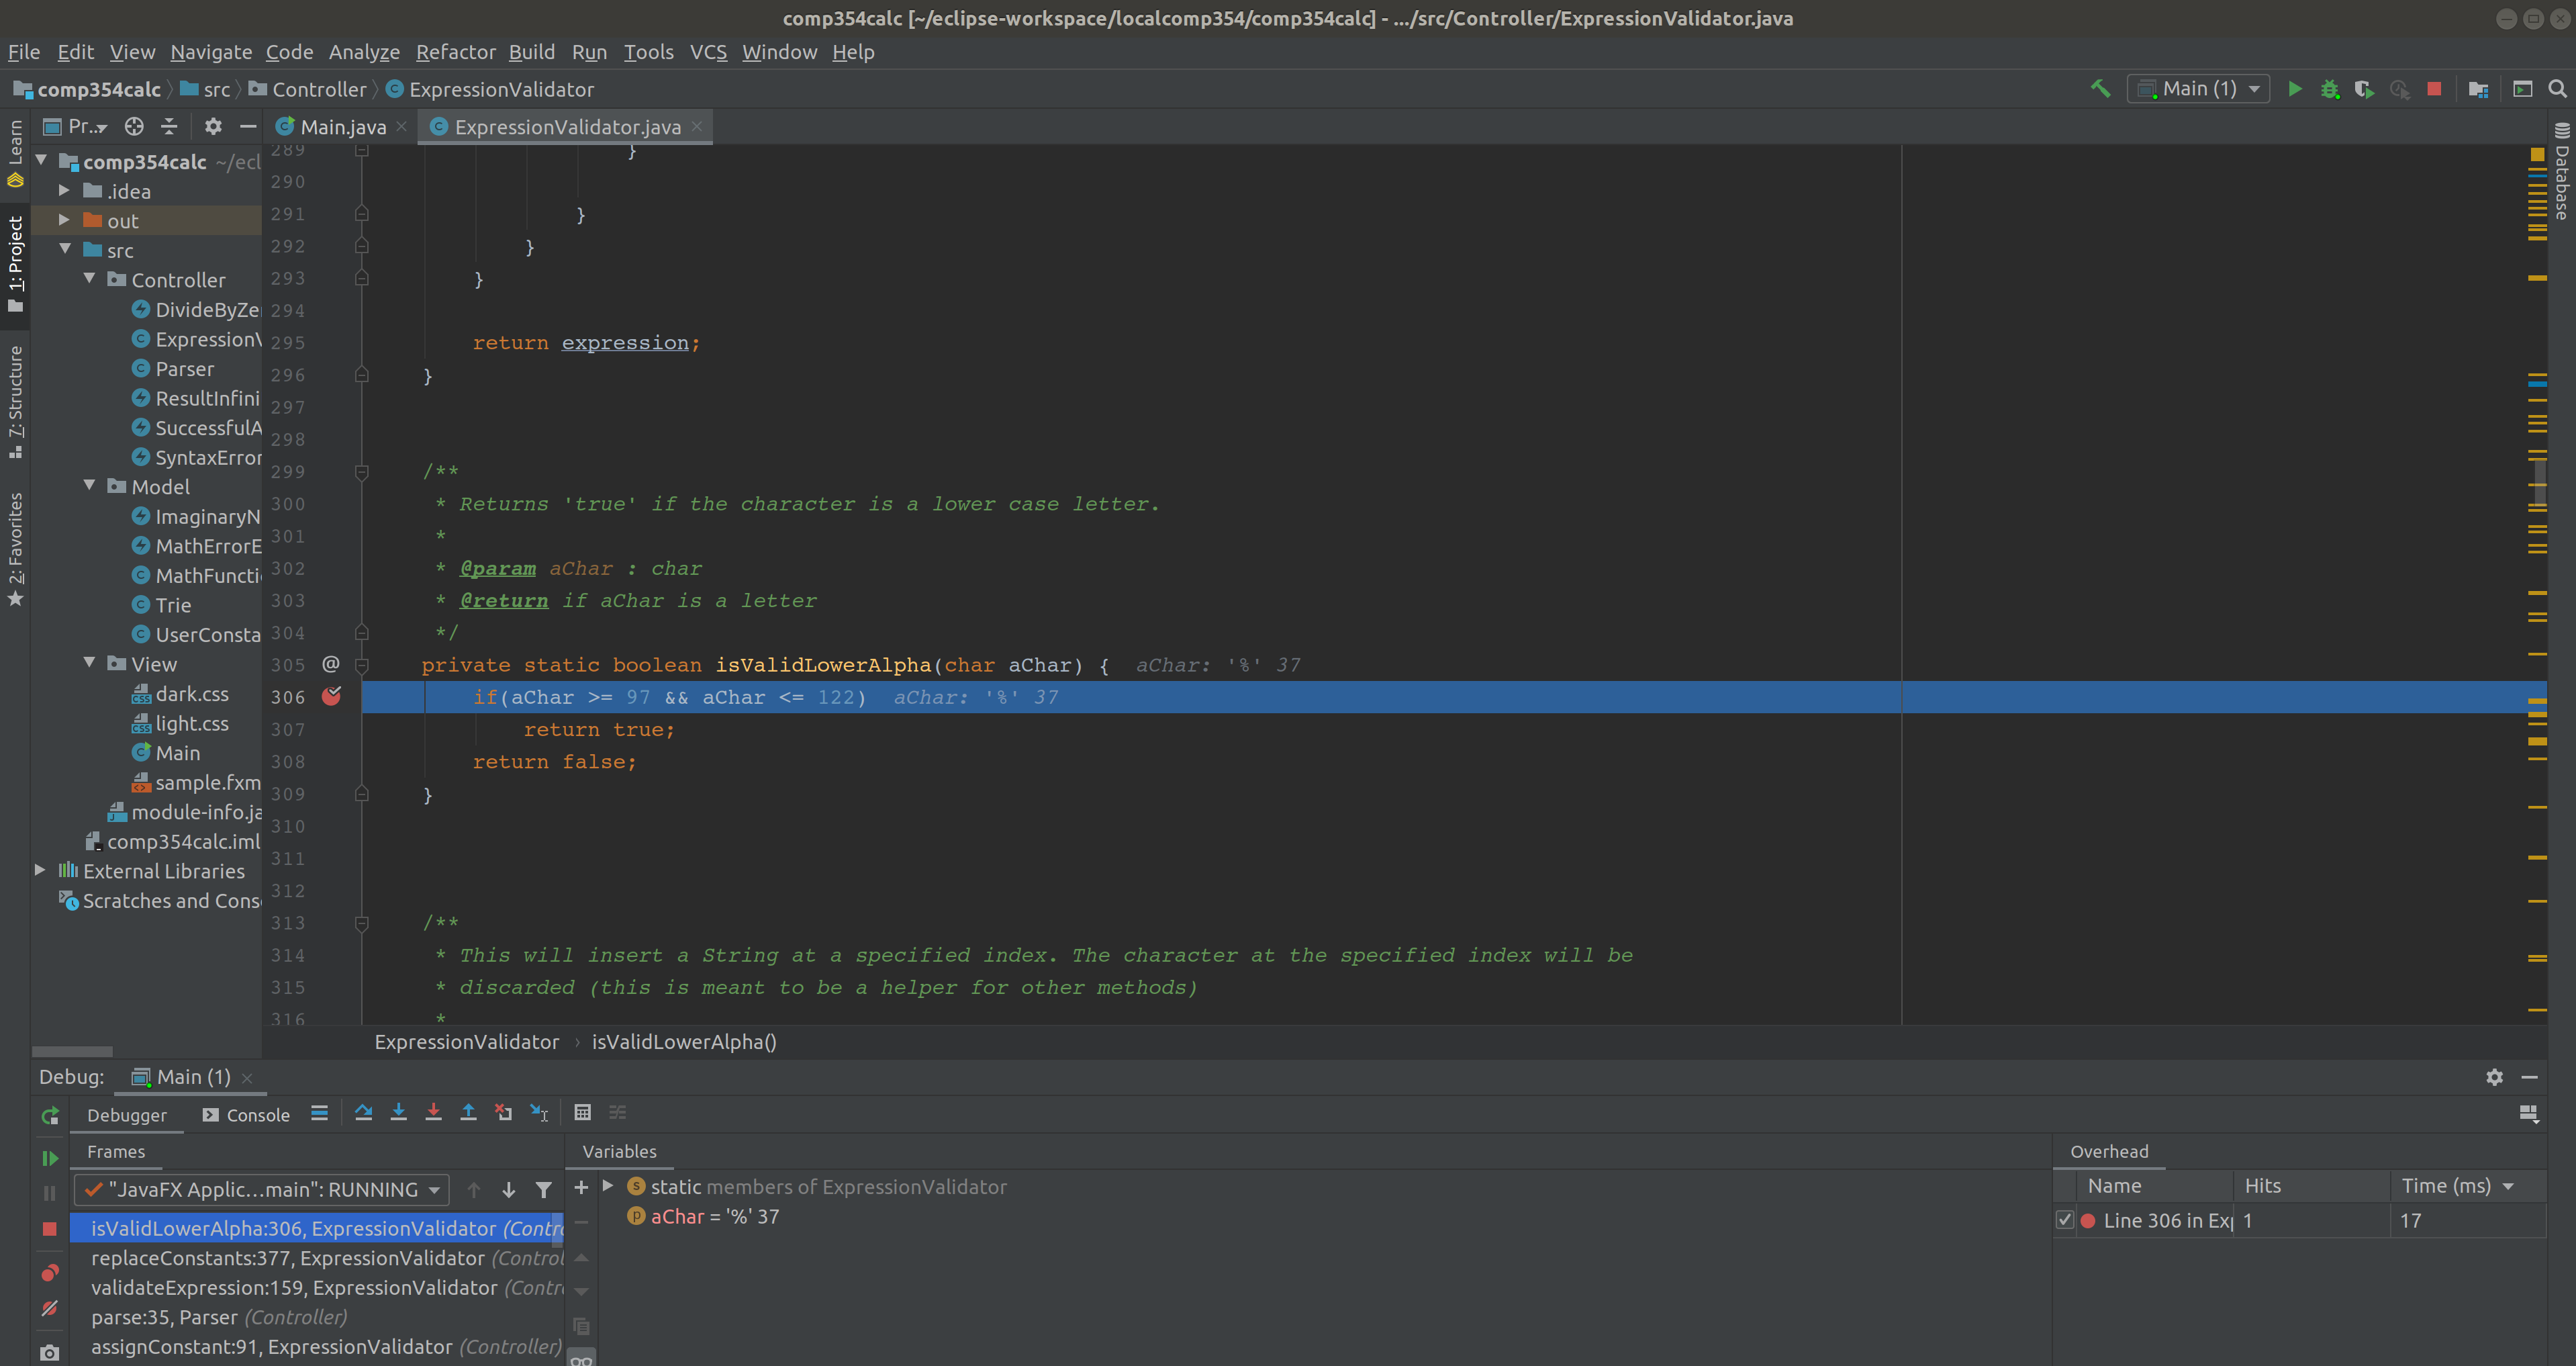 comp354calc [~/eclipse-workspace/localcomp354/comp354calc] - .../src/Controller/ExpressionValidator.java
File Edit View Navigate Code Analyze Refactor Build Run Tools VCS Window Help
comp354calc src Controller ExpressionValidator
Main (1)
Pr...
Main.java
ExpressionValidator.java
Learn
1: Project
7: Structure
2: Favorites
Database
comp354calc ~/ecl
.idea
out
src
Controller
DivideByZe
ExpressionV
Parser
ResultInfini
SuccessfulA
SyntaxError
Model
ImaginaryN
MathErrorE
MathFuncti
Trie
UserConsta
View
dark.css
light.css
Main
sample.fxm
module-info.ja
comp354calc.iml
External Libraries
Scratches and Cons
289 }
290
291 }
292 }
293 }
294
295 return expression;
296 }
297
298
299 /**
300 * Returns 'true' if the character is a lower case letter.
301 *
302 * @param aChar : char
303 * @return if aChar is a letter
304 */
305 @ private static boolean isValidLowerAlpha(char aChar) { aChar: '%' 37
306 if(aChar >= 97 && aChar <= 122) aChar: '%' 37
307 return true;
308 return false;
309 }
310
311
312
313 /**
314 * This will insert a String at a specified index. The character at the specified index will be
315 * discarded (this is meant to be a helper for other methods)
316 *
ExpressionValidator › isValidLowerAlpha()
Debug: Main (1)
Debugger Console
Frames
"JavaFX Applic...main": RUNNING
isValidLowerAlpha:306, ExpressionValidator (Contr
replaceConstants:377, ExpressionValidator (Control
validateExpression:159, ExpressionValidator (Contr
parse:35, Parser (Controller)
assignConstant:91, ExpressionValidator (Controller)
Variables
static members of ExpressionValidator
aChar = '%' 37
Overhead
Name Hits Time (ms)
Line 306 in Exp 1 17